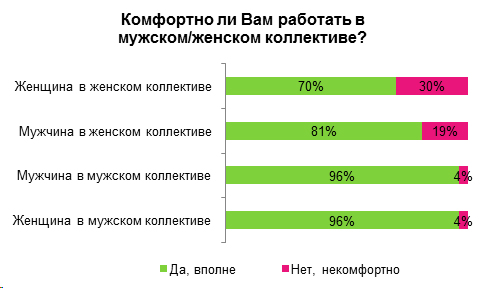 Комфортно ли Вам работать в
мужском/женском коллективе?
Женщина в женском коллективе
70%
30%
Мужчина в женском коллективе
81%
19%
Мужчина в мужском коллективе
96%
4%
Женщина в мужском коллективе
96%
4%
Да, вполне
Нет, некомфортно